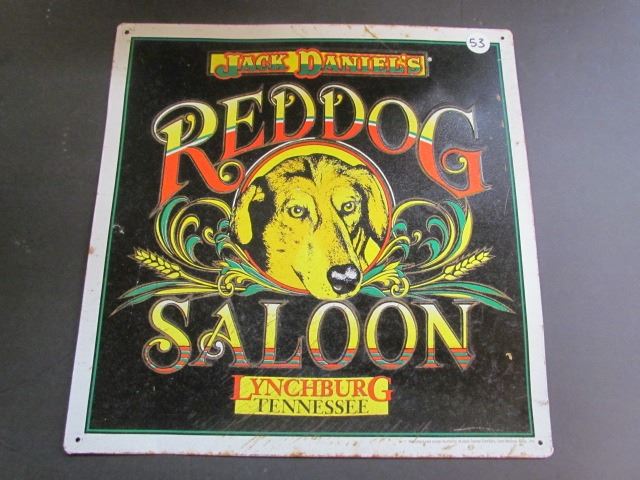 53
JACK DANIEL'S
RED DOG
SALOON
LYNCHBURG
TENNESSEE